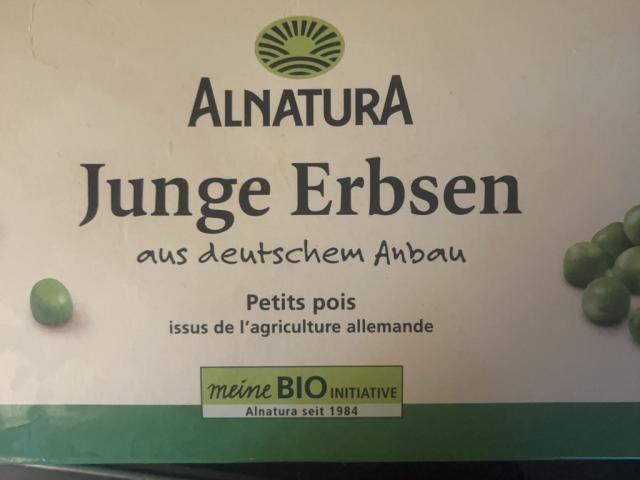 ALNATURA
Junge Erbsen
aus deutschem Anbau
Petits pois
issus de l'agriculture allemande
meine BIO INITIATIVE
Alnatura seit 1984